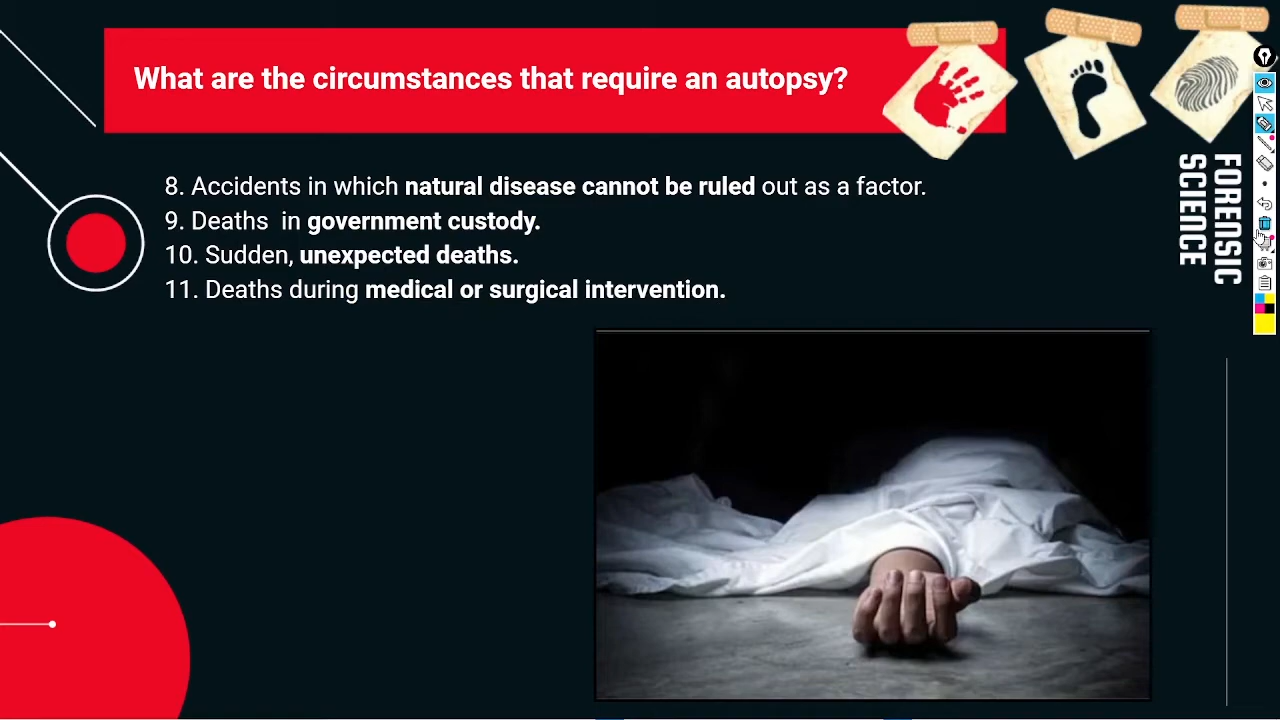 What are the circumstances that require an autopsy?
8. Accidents in which natural disease cannot be ruled out as a factor.
9. Deaths in government custody.
10. Sudden, unexpected deaths.
11. Deaths during medical or surgical intervention.
FORENSIC
SCIENCE